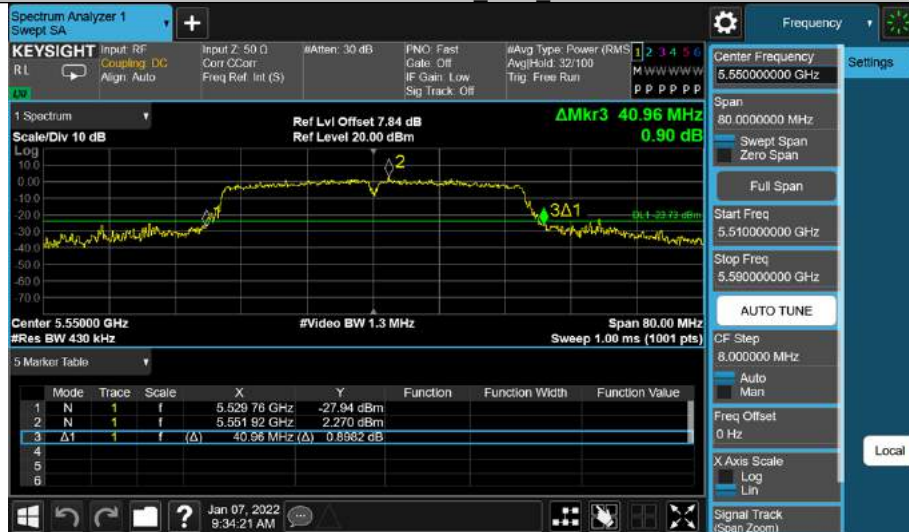 Spectrum Analyzer 1
Swept SA
Frequency
KEYSIGHT
RL
LXI
Input: RF
Coupling: DC
Align: Auto
Input Z: 50 Ω
Corr CCorr
Freq Ref: Int (S)
#Atten: 30 dB
PNO: Fast
Gate: Off
IF Gain: Low
Sig Track: Off
#Avg Type: Power (RMS
Avg|Hold: 32/100
Trig: Free Run
1 2 3 4 5 6
M W W W W W
P P P P P P
1 Spectrum
Scale/Div 10 dB
Ref Lvl Offset 7.84 dB
Ref Level 20.00 dBm
ΔMkr3 40.96 MHz
0.90 dB
Log
10.0
0.00
-10.0
-20.0
-30.0
-40.0
-50.0
-60.0
-70.0
2
3Δ1
DL1 -23.73 dBm
Center 5.55000 GHz
#Res BW 430 kHz
#Video BW 1.3 MHz
Span 80.00 MHz
Sweep 1.00 ms (1001 pts)
5 Marker Table
Mode Trace Scale X Y Function Function Width Function Value
1 N 1 f 5.529 76 GHz -27.94 dBm
2 N 1 f 5.551 92 GHz 2.270 dBm
3 Δ1 1 f (Δ) 40.96 MHz (Δ) 0.8982 dB
4
5
6
?
Jan 07, 2022
9:34:21 AM
Center Frequency
5.550000000 GHz
Span
80.0000000 MHz
Swept Span
Zero Span
Full Span
Start Freq
5.510000000 GHz
Stop Freq
5.590000000 GHz
AUTO TUNE
CF Step
8.000000 MHz
Auto
Man
Freq Offset
0 Hz
X Axis Scale
Log
Lin
Signal Track
(Span Zoom)
Settings
Local